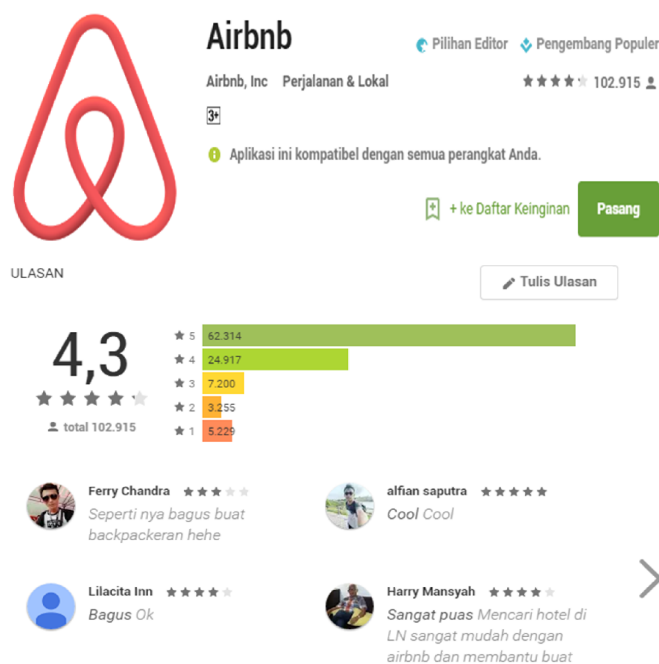 Airbnb
Pilihan Editor Pengembang Populer
Airbnb, Inc Perjalanan & Lokal
102.915
3+
Aplikasi ini kompatibel dengan semua perangkat Anda.
+ ke Daftar Keinginan
Pasang
ULASAN
Tulis Ulasan
4,3
total 102.915
5 62.314
4 24.917
3 7.200
2 3.255
1 5.229
Ferry Chandra
Seperti nya bagus buat
backpackeran hehe
alfian saputra
Cool Cool
Lilacita Inn
Bagus Ok
Harry Mansyah
Sangat puas Mencari hotel di
LN sangat mudah dengan
airbnb dan membantu buat